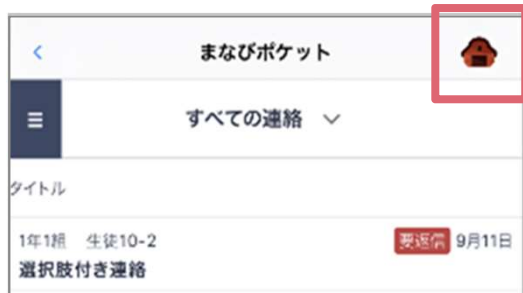 まなびポケット
すべての連絡
タイトル
1年1組 生徒10-2 要返信 9月11日
選択肢付き連絡